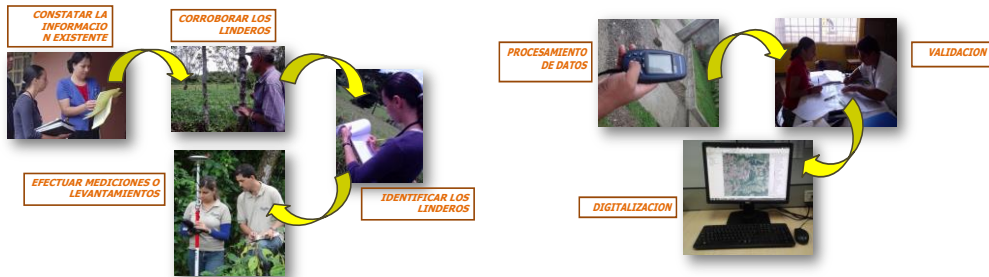 CONSTATAR LA
INFORMACIO
N EXISTENTE
CORROBORAR LOS
LINDEROS
IDENTIFICAR LOS
LINDEROS
EFECTUAR MEDICIONES O
LEVANTAMIENTOS
PROCESAMIENTO
DE DATOS
VALIDACION
DIGITALIZACION